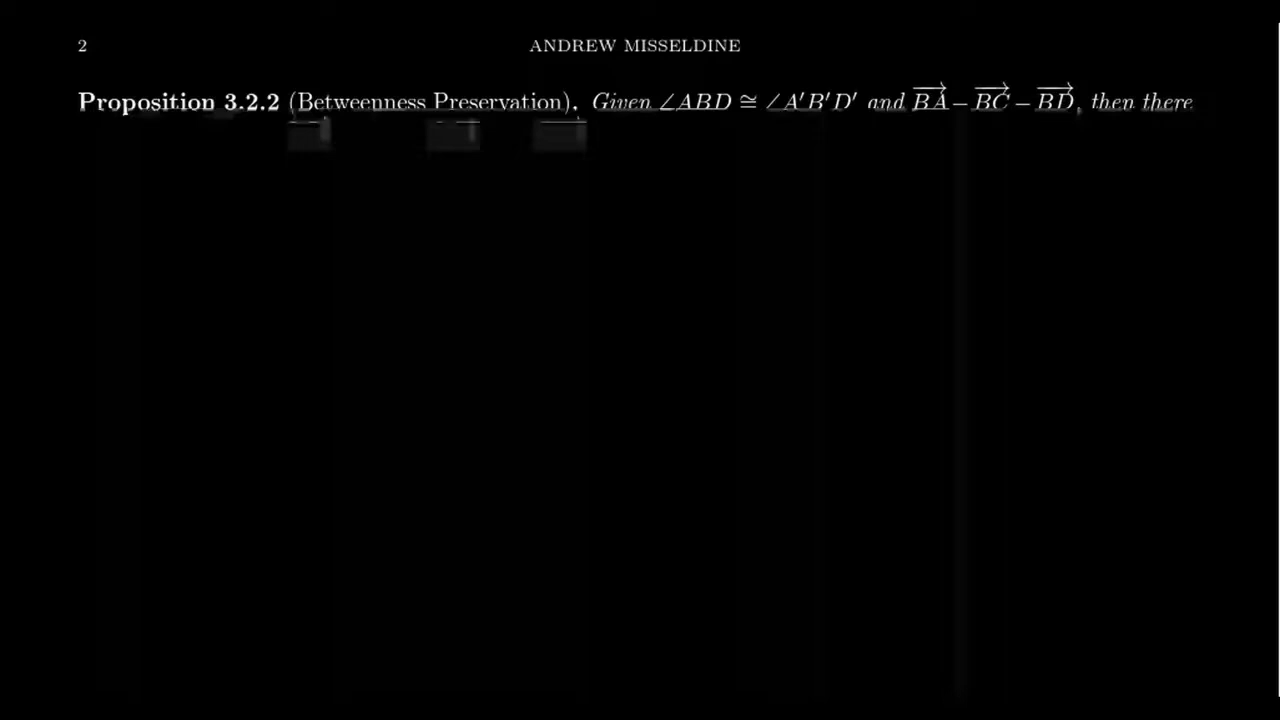 2 ANDREW MISSELDINE
Proposition 3.2.2 (Betweenness Preservation). Given ∠ABD ≅ ∠A′B′D′ and $\overrightarrow{BA}-\overrightarrow{BC}-\overrightarrow{BD}$, then there